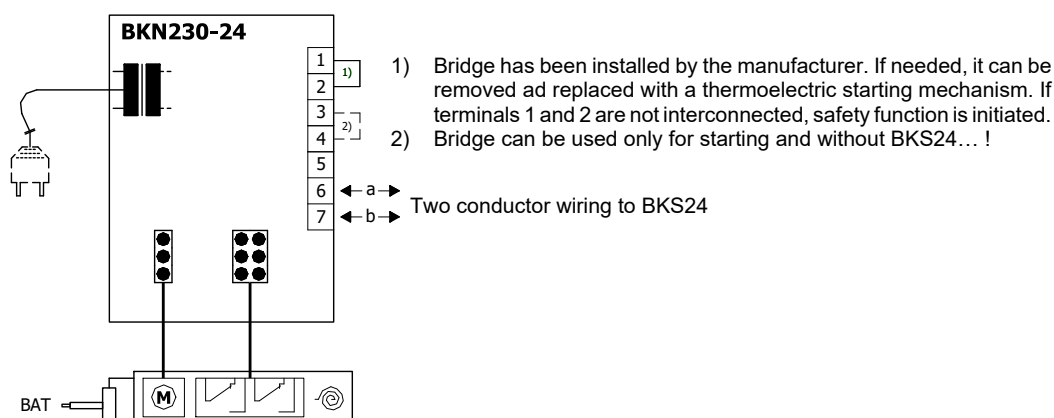 BKN230-24
1
2
3
4
5
6
7
1)
2)
a
b
1) Bridge has been installed by the manufacturer. If needed, it can be
removed ad replaced with a thermoelectric starting mechanism. If
terminals 1 and 2 are not interconnected, safety function is initiated.
2) Bridge can be used only for starting and without BKS24… !
Two conductor wiring to BKS24
BAT
M